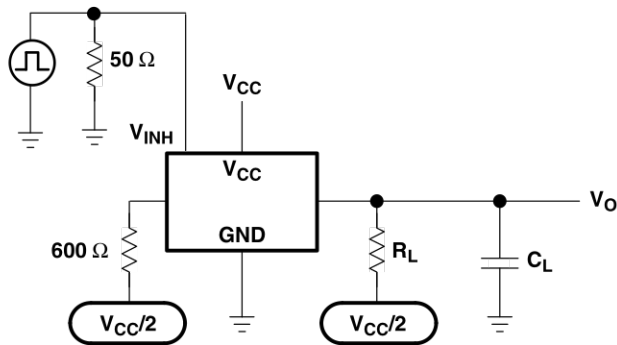 50 Ω
VCC
VINH
VCC
VO
GND
600 Ω
RL
CL
VCC/2
VCC/2